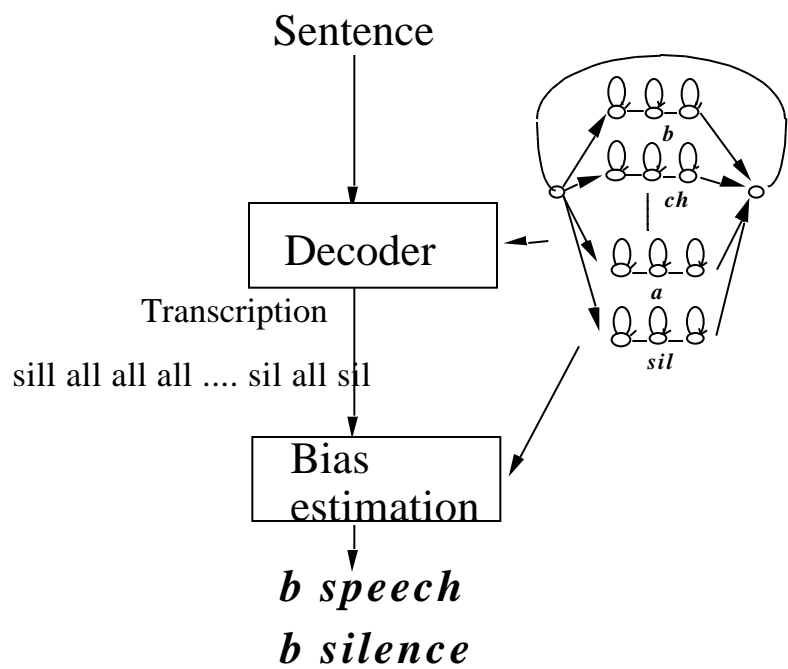 Sentence
b
ch
Decoder
a
Transcription
sil
sill all all all .... sil all sil
Bias
estimation
b speech
b silence